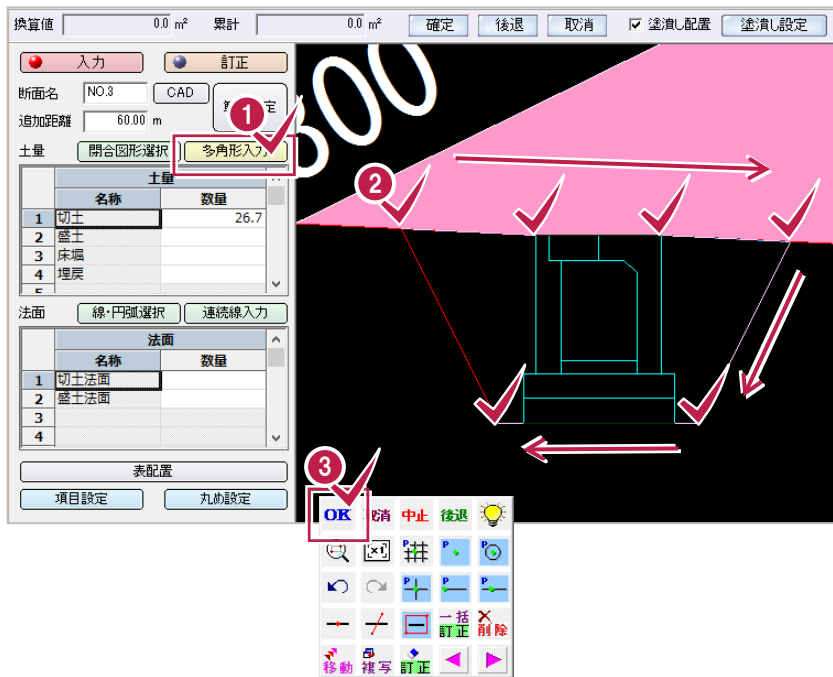 換算値 0.0 m² 累計 0.0 m² 確定 後退 取消 塗潰し配置 塗潰し設定
入力 訂正
断面名 NO.3 CAD 定
追加距離 60.00 m
土量 閉合図形選択 多角形入力
土量
名称 数量
1 切土 26.7
2 盛土
3 床堀
4 埋戻
法面 線・円弧選択 連続線入力
法面
名称 数量
1 切土法面
2 盛土法面
3
4
表配置
項目設定 丸め設定
300
1
2
3
OK 取消 中止 後退
[×1] P P P
P P P
一括訂正 削除
移動 複写 訂正